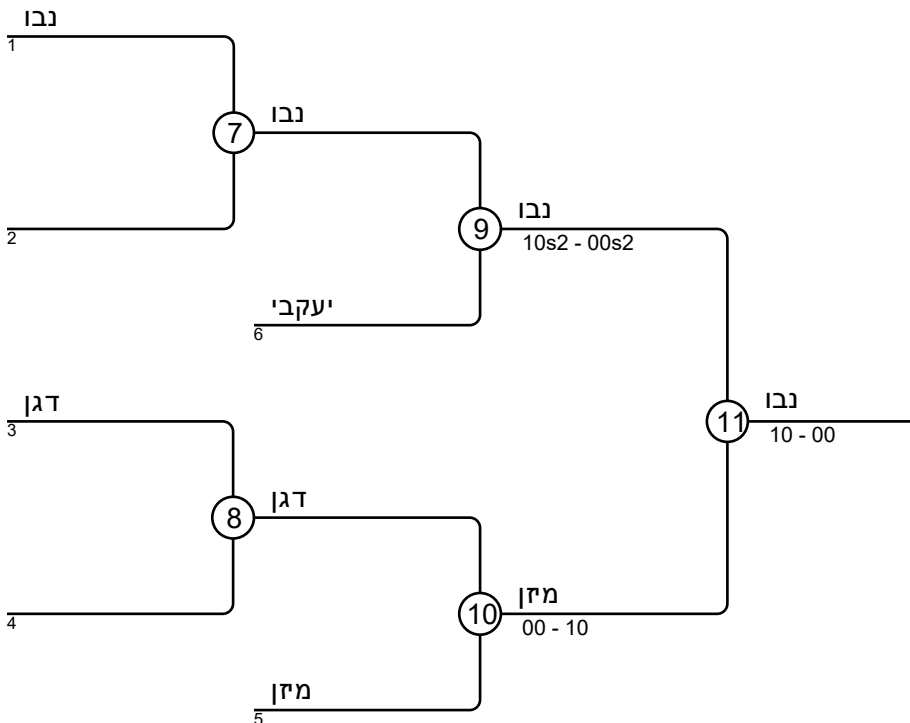 נבו
1
7
נבו
2
9
נבו
10s2 - 00s2
יעקבי
6
דגן
3
11
נבו
10 - 00
8
דגן
4
10
מיזן
00 - 10
מיזן
5